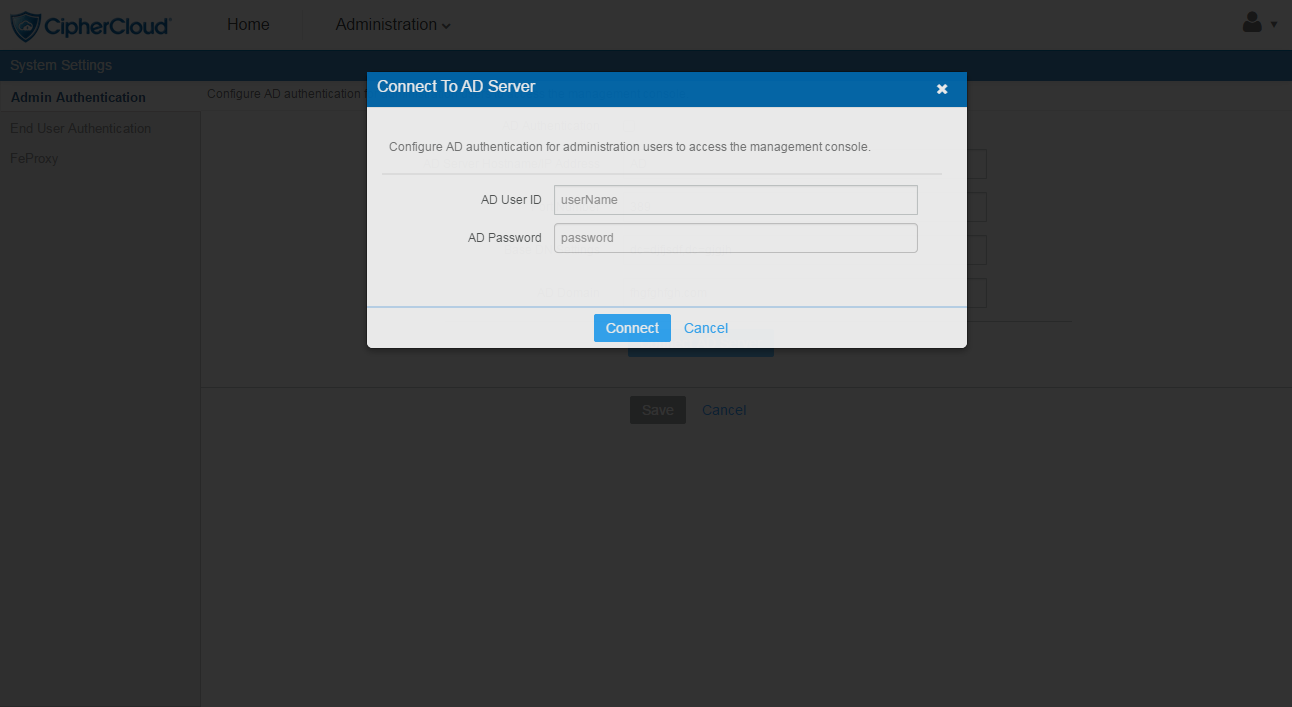 CipherCloud
Home
Administration
System Settings
Admin Authentication
Configure AD authentication
End User Authentication
FeProxy
Connect To AD Server
Configure AD authentication for administration users to access the management console.
AD User ID
userName
AD Password
password
Connect
Cancel
Save
Cancel